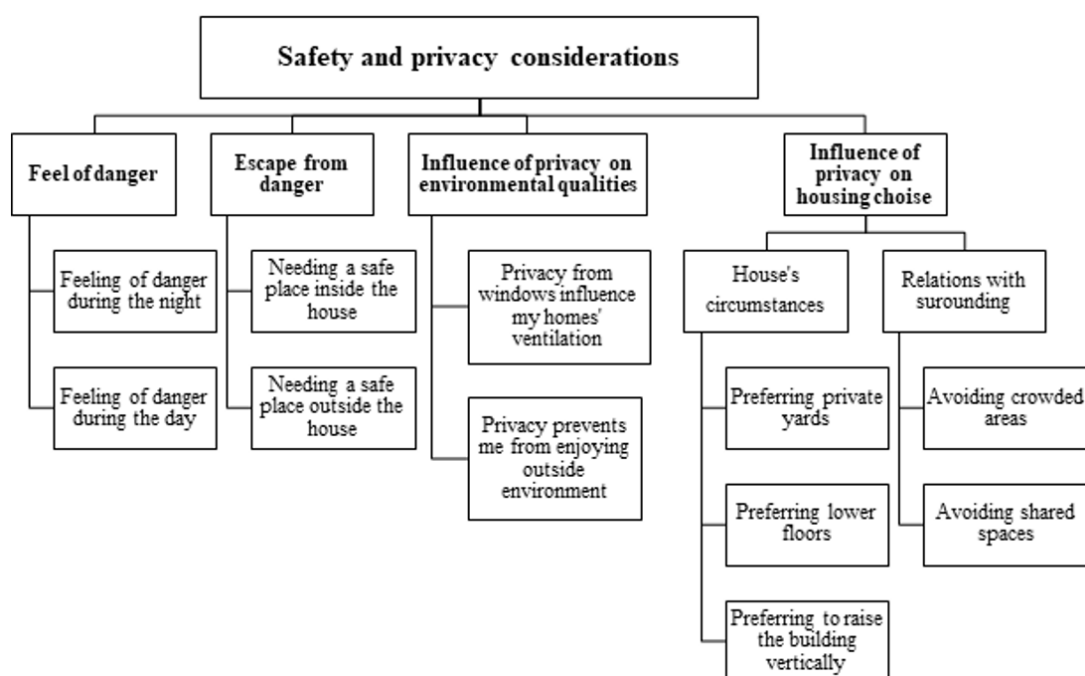 Safety and privacy considerations
Feel of danger
Escape from
danger
Influence of privacy on
environmental qualities
Influence of
privacy on
housing choise
Feeling of danger
during the night
Feeling of danger
during the day
Needing a safe
place inside the
house
Needing a safe
place outside the
house
Privacy from
windows influence
my homes'
ventilation
Privacy prevents
me from enjoying
outside
environment
House's
circumstances
Relations with
surounding
Preferring private
yards
Preferring lower
floors
Preferring to raise
the building
vertically
Avoiding crowded
areas
Avoiding shared
spaces